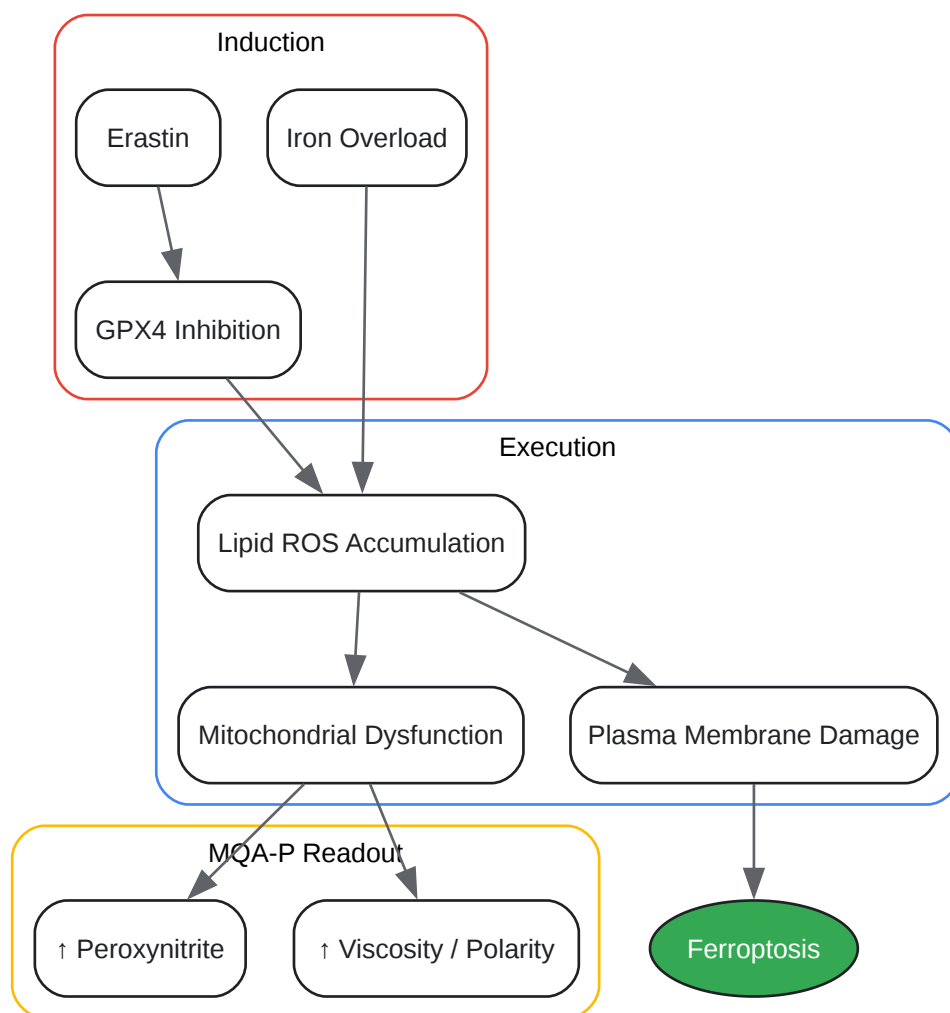 Induction
Erastin
Iron Overload
GPX4 Inhibition
Execution
Lipid ROS Accumulation
Mitochondrial Dysfunction
Plasma Membrane Damage
MQA-P Readout
↑ Peroxynitrite
↑ Viscosity / Polarity
Ferroptosis